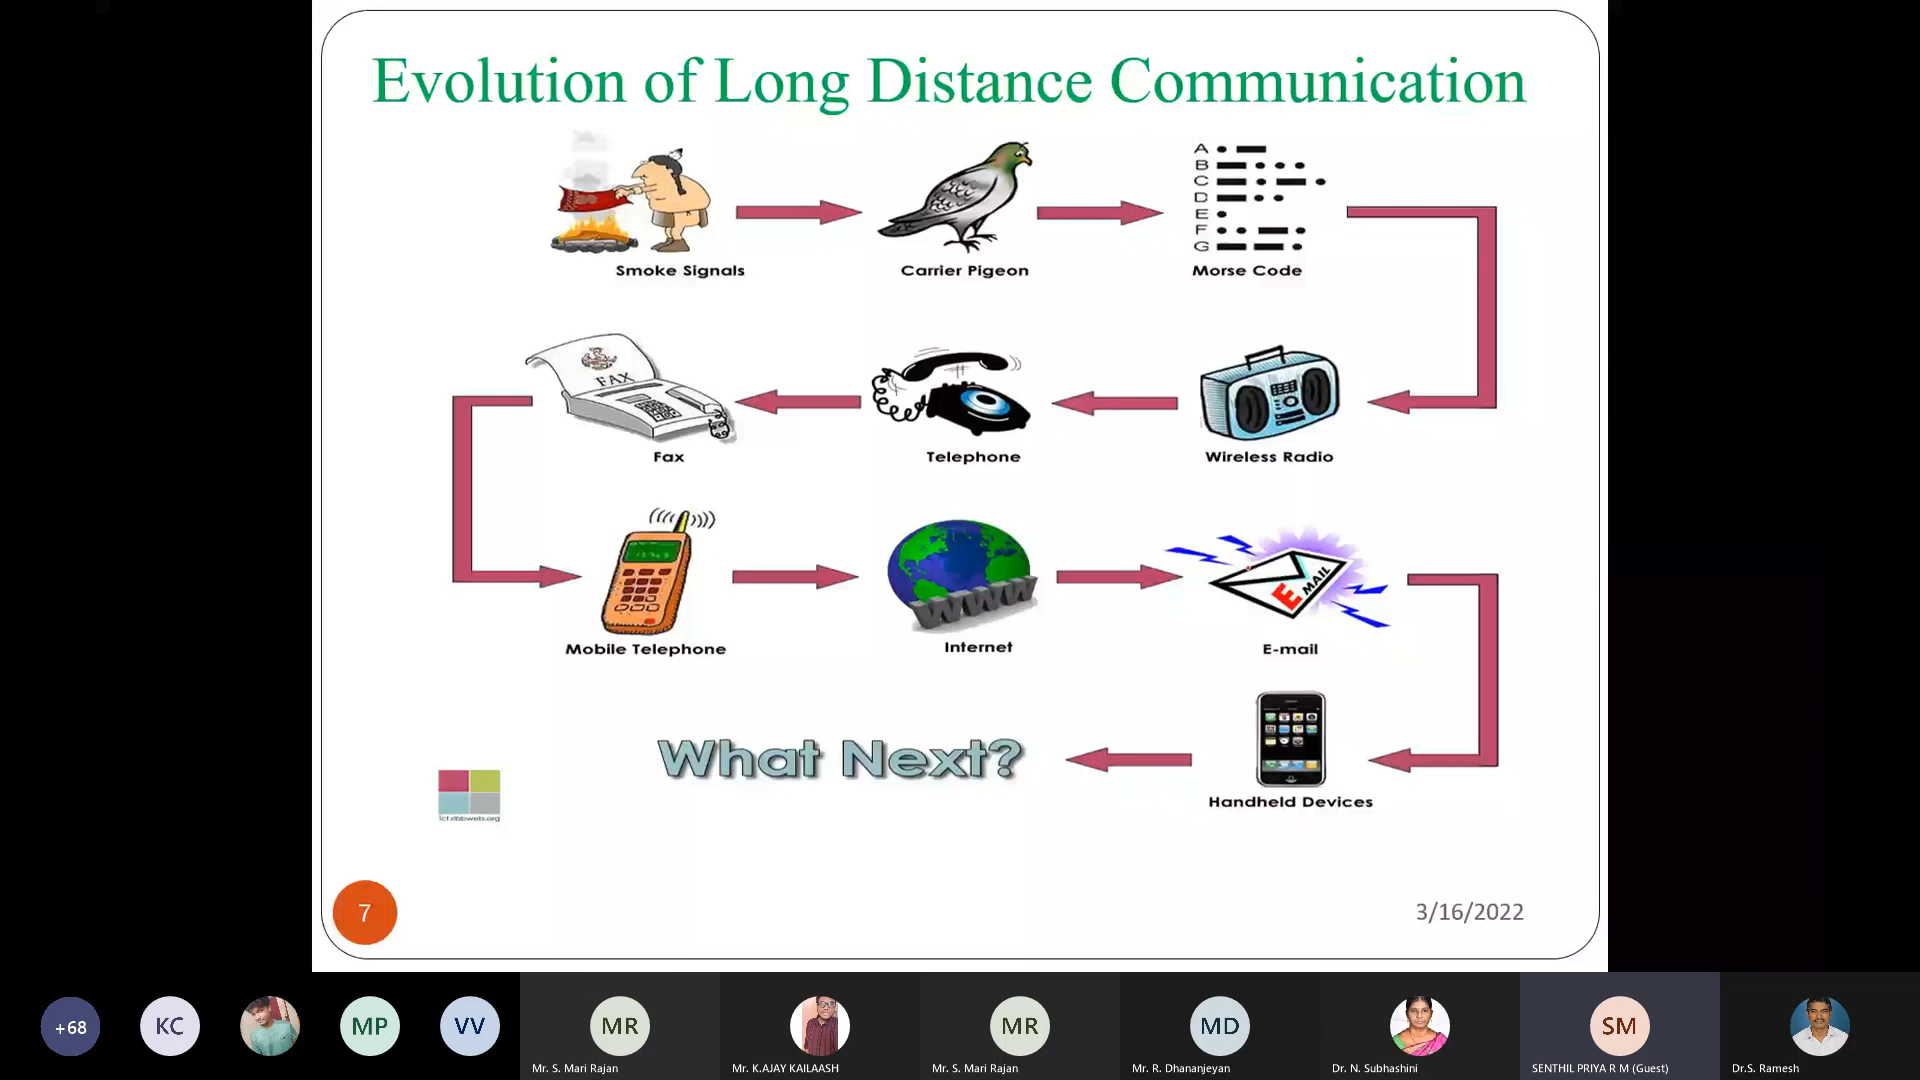 Evolution of Long Distance Communication
A
B
C
D
E
F
G
Smoke Signals
Carrier Pigeon
Morse Code
FAX
Fax
Telephone
Wireless Radio
WWW
E MAIL
Mobile Telephone
Internet
E-mail
What Next?
Handheld Devices
7
3/16/2022
+68
KC
MP
VV
MR
MR
MD
SM
Mr. S. Mari Rajan
Mr. K.AJAY KAILAASH
Mr. S. Mari Rajan
Mr. R. Dhananjeyan
Dr. N. Subhashini
SENTHIL PRIYA R M (Guest)
Dr.S. Ramesh